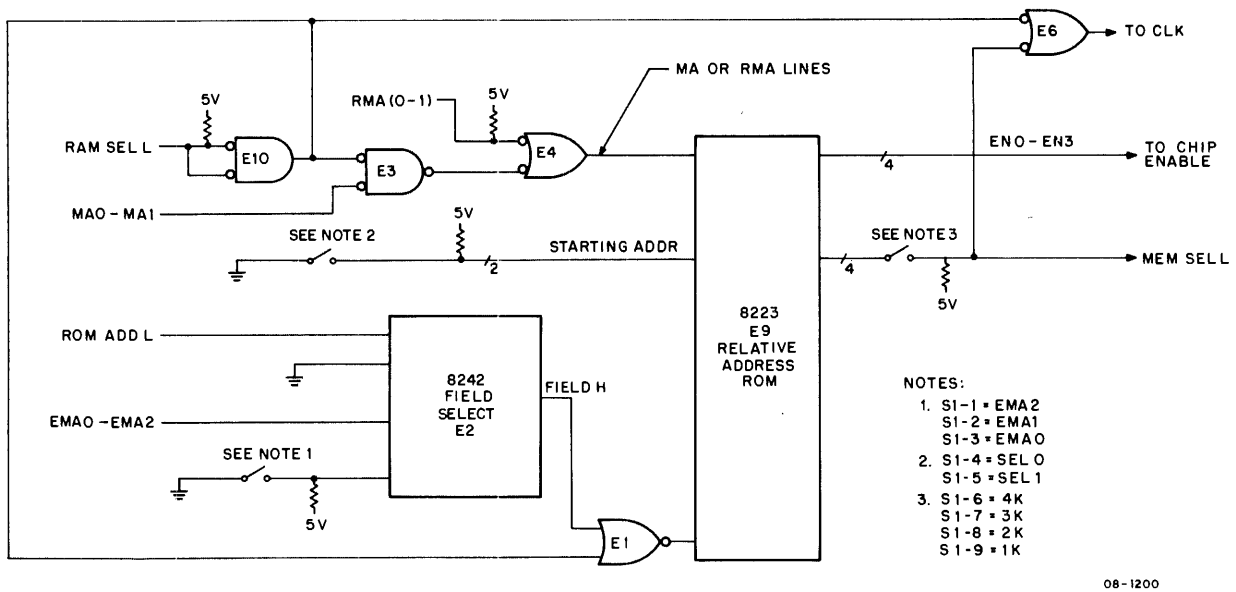 E6
TO CLK
MA OR RMA LINES
5V
RMA (0-1)
5V
RAM SEL L
E10
E3
E4
EN0-EN3
4
TO CHIP
ENABLE
MA0-MA1
5V
SEE NOTE 2
STARTING ADDR
2
SEE NOTE 3
4
MEM SEL L
5V
8223
E9
RELATIVE
ADDRESS
ROM
ROM ADD L
8242
FIELD
SELECT
E2
FIELD H
EMA0-EMA2
SEE NOTE 1
5V
E1
NOTES:
1. S1-1 = EMA2
S1-2 = EMA1
S1-3 = EMA0
2. S1-4 = SEL 0
S1-5 = SEL 1
3. S1-6 = 4K
S1-7 = 3K
S1-8 = 2K
S1-9 = 1K
08-1200